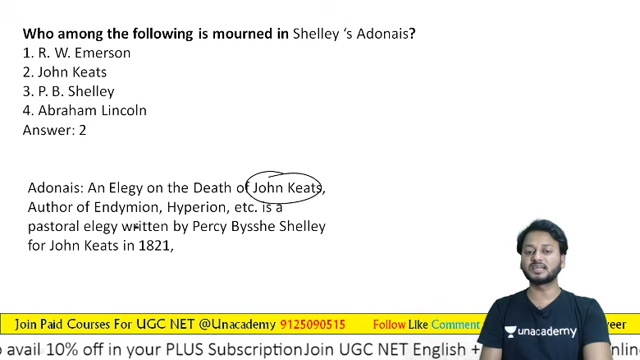 Who among the following is mourned in Shelley 's Adonais?
1. R. W. Emerson
2. John Keats
3. P. B. Shelley
4. Abraham Lincoln
Answer: 2
Adonais: An Elegy on the Death of John Keats,
Author of Endymion, Hyperion, etc. is a
pastoral elegy written by Percy Bysshe Shelley
for John Keats in 1821,
unacademy
Join Paid Courses For UGC NET @Unacademy 9125090515 Follow Like Comment
avail 10% off in your PLUS SubscriptionJoin UGC NET English +